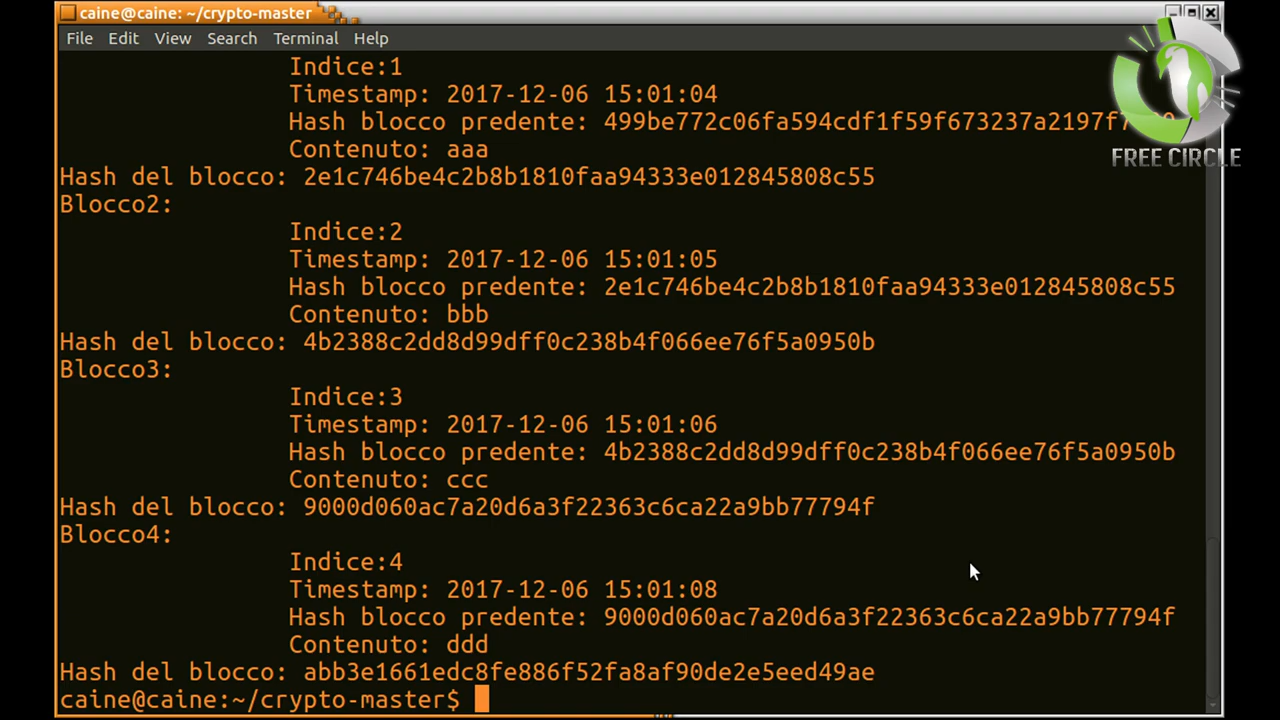 caine@caine: ~/crypto-master
File Edit View Search Terminal Help
Indice:1
Timestamp: 2017-12-06 15:01:04
Hash blocco predente:
Contenuto: aaa
Hash del blocco: 2e1c746be4c2b8b1810faa94333e012845808c55
Blocco2:
Indice:2
Timestamp: 2017-12-06 15:01:05
Hash blocco predente: 2e1c746be4c2b8b1810faa94333e012845808c55
Contenuto: bbb
Hash del blocco: 4b2388c2dd8d99dff0c238b4f066ee76f5a0950b
Blocco3:
Indice:3
Timestamp: 2017-12-06 15:01:06
Hash blocco predente: 4b2388c2dd8d99dff0c238b4f066ee76f5a0950b
Contenuto: ccc
Hash del blocco: 9000d060ac7a20d6a3f22363c6ca22a9bb77794f
Blocco4:
Indice:4
Timestamp: 2017-12-06 15:01:08
Hash blocco predente: 9000d060ac7a20d6a3f22363c6ca22a9bb77794f
Contenuto: ddd
Hash del blocco: abb3e1661edc8fe886f52fa8af90de2e5eed49ae
caine@caine:~/crypto-master$
FREE CIRCLE